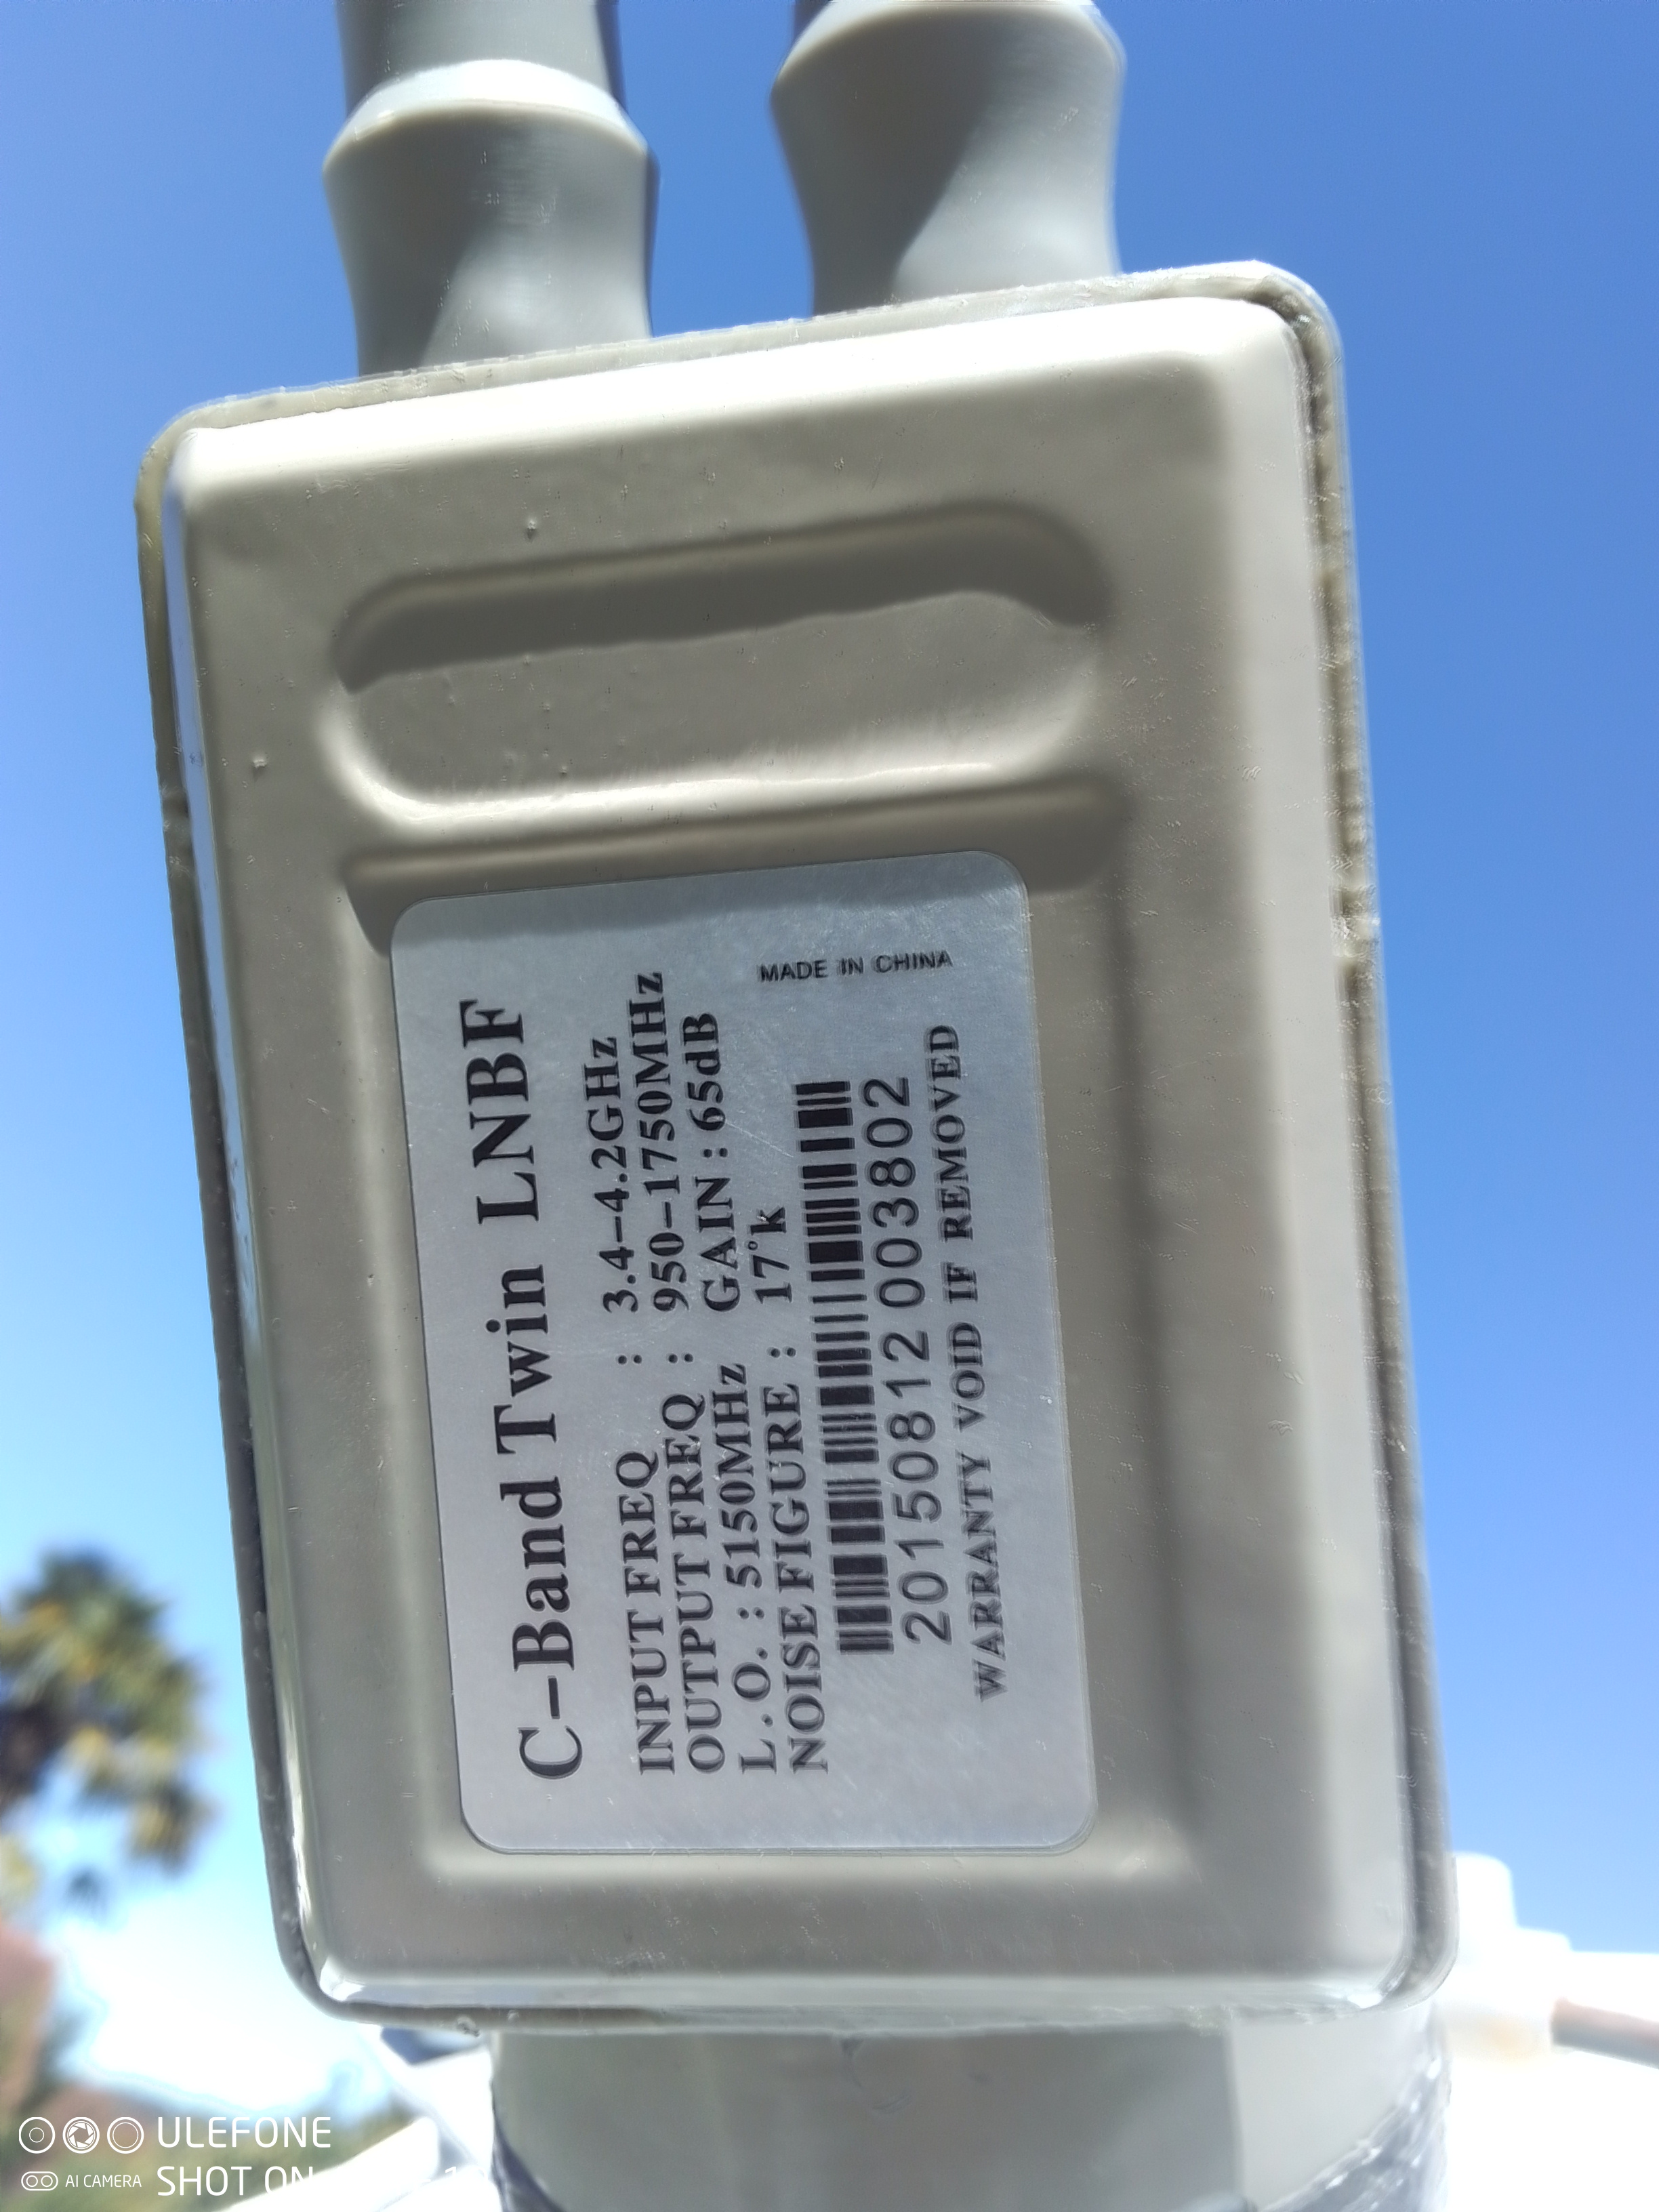 C-Band Twin LNBF
INPUT FREQ : 3.4-4.2GHz
OUTPUT FREQ : 950-1750MHz
L.O. : 5150MHz GAIN : 65dB
NOISE FIGURE : 17°k
MADE IN CHINA
20150812 003802
WARRANTY VOID IF REMOVED
ULEFONE
AI CAMERA SHOT ON